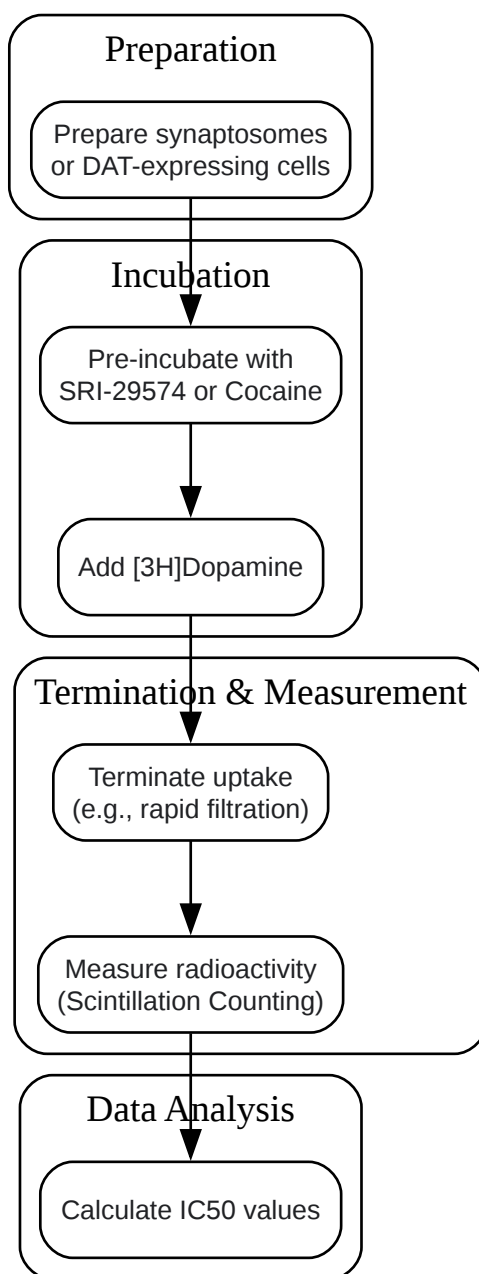 Preparation
Prepare synaptosomes
or DAT-expressing cells
Incubation
Pre-incubate with
SRI-29574 or Cocaine
Add [3H]Dopamine
Termination & Measurement
Terminate uptake
(e.g., rapid filtration)
Measure radioactivity
(Scintillation Counting)
Data Analysis
Calculate IC50 values